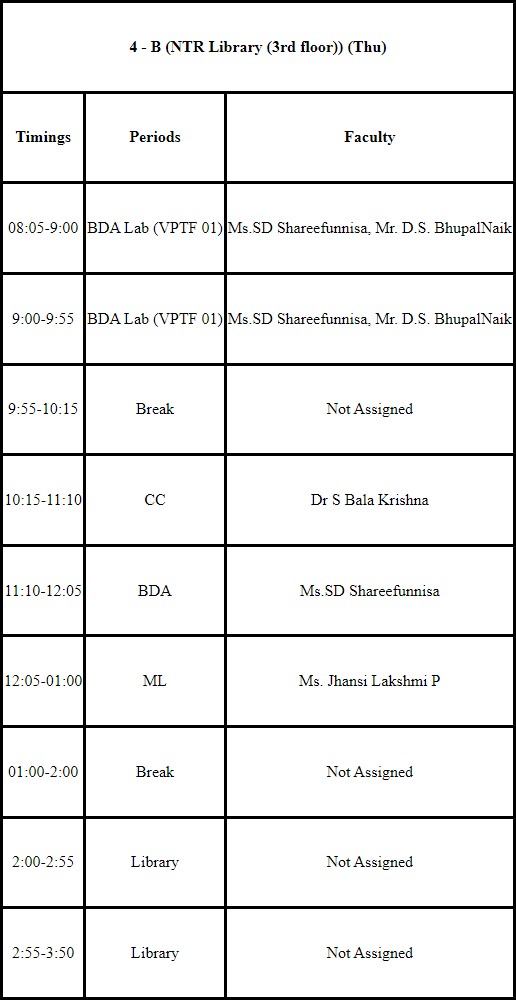 4 - B (NTR Library (3rd floor)) (Thu)
Timings Periods Faculty
08:05-9:00 BDA Lab (VPTF 01) Ms.SD Shareefunnisa, Mr. D.S. BhupalNaik
9:00-9:55 BDA Lab (VPTF 01) Ms.SD Shareefunnisa, Mr. D.S. BhupalNaik
9:55-10:15 Break Not Assigned
10:15-11:10 CC Dr S Bala Krishna
11:10-12:05 BDA Ms.SD Shareefunnisa
12:05-01:00 ML Ms. Jhansi Lakshmi P
01:00-2:00 Break Not Assigned
2:00-2:55 Library Not Assigned
2:55-3:50 Library Not Assigned